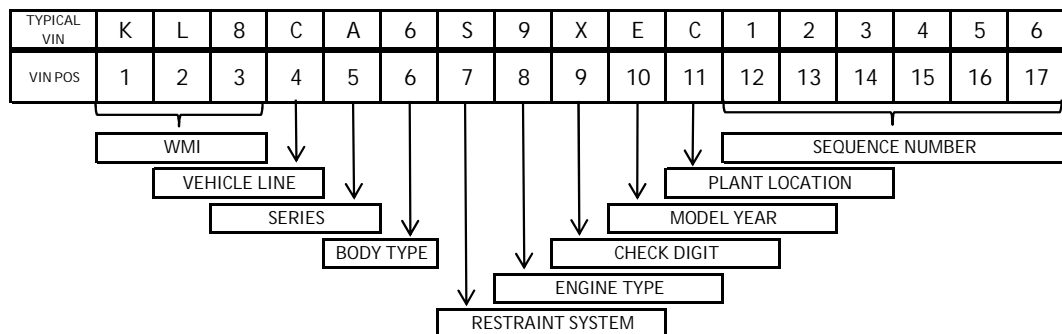 TYPICAL VIN K L 8 C A 6 S 9 X E C 1 2 3 4 5 6
VIN POS 1 2 3 4 5 6 7 8 9 10 11 12 13 14 15 16 17
WMI SEQUENCE NUMBER
VEHICLE LINE PLANT LOCATION
SERIES MODEL YEAR
BODY TYPE CHECK DIGIT
ENGINE TYPE
RESTRAINT SYSTEM